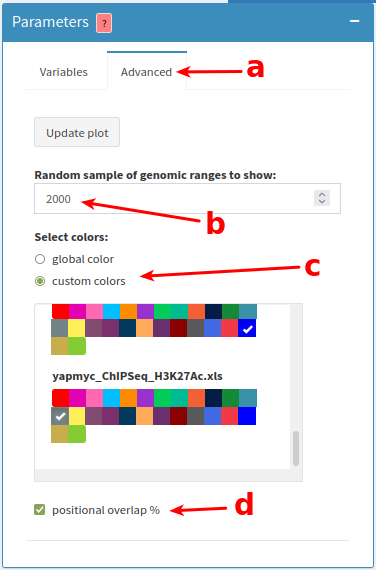 Parameters ?
Variables Advanced a
Update plot
Random sample of genomic ranges to show:
2000
b
Select colors:
global color
c
custom colors
yapmyc_ChIPSeq_H3K27Ac.xls
positional overlap % d